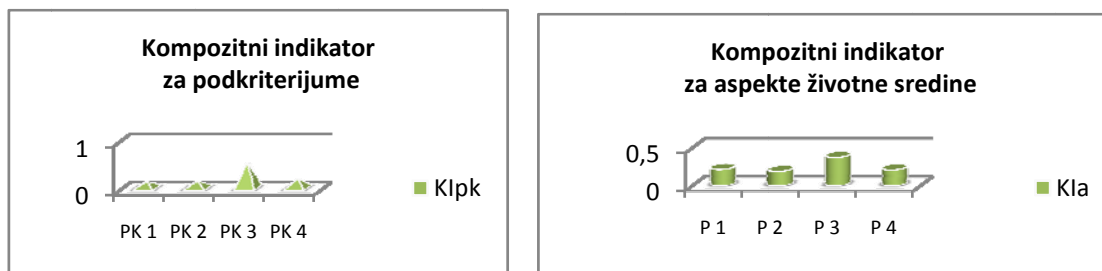 Kompozitni indikator
za podkriterijume
1
0
PK 1 PK 2 PK 3 PK 4
KIpk
Kompozitni indikator
za aspekte životne sredine
0,5
0
P 1 P 2 P 3 P 4
KIa